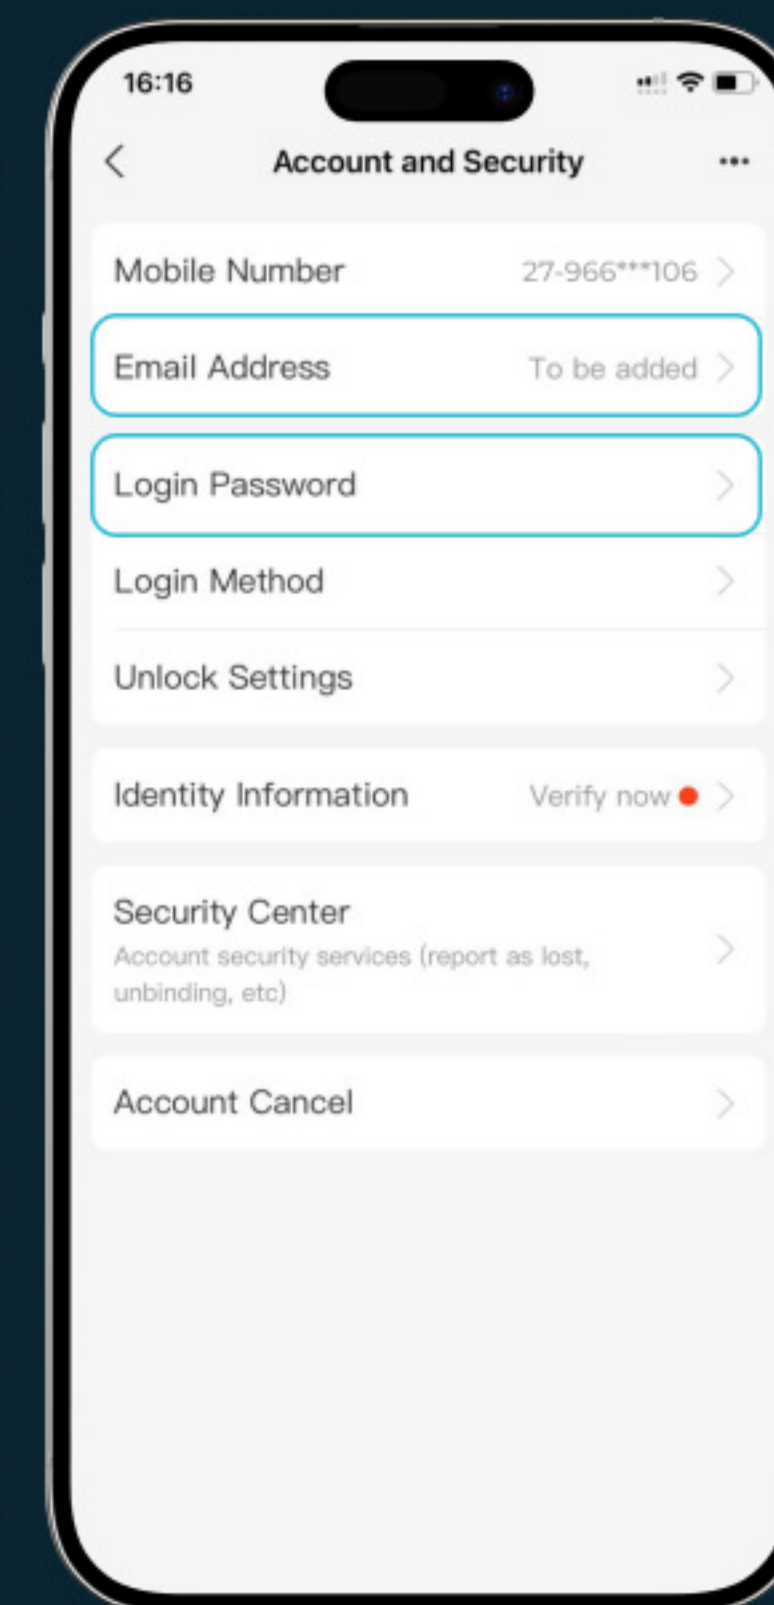 16:16
Account and Security
Mobile Number 27-966***106
Email Address To be added
Login Password
Login Method
Unlock Settings
Identity Information Verify now
Security Center
Account security services (report as lost,
unbinding, etc)
Account Cancel